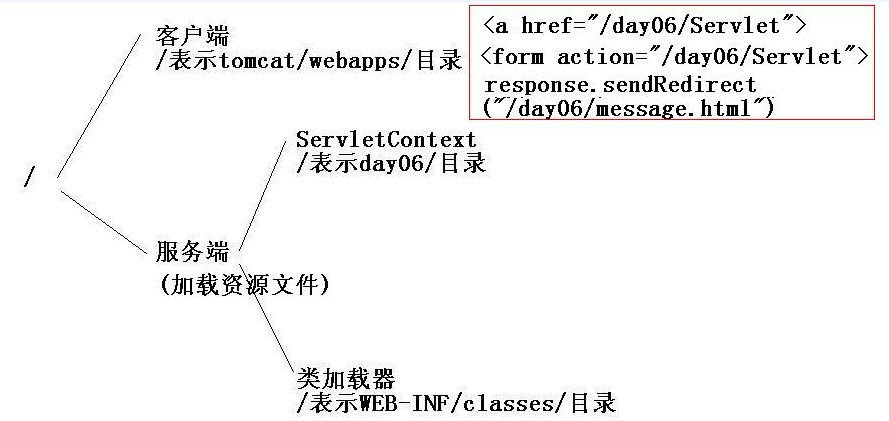 客户端
/表示tomcat/webapps/目录
<a href="/day06/Servlet">
<form action="/day06/Servlet">
response.sendRedirect
("/day06/message.html")
ServletContext
/表示day06/目录
/
服务端
(加载资源文件)
类加载器
/表示WEB-INF/classes/目录